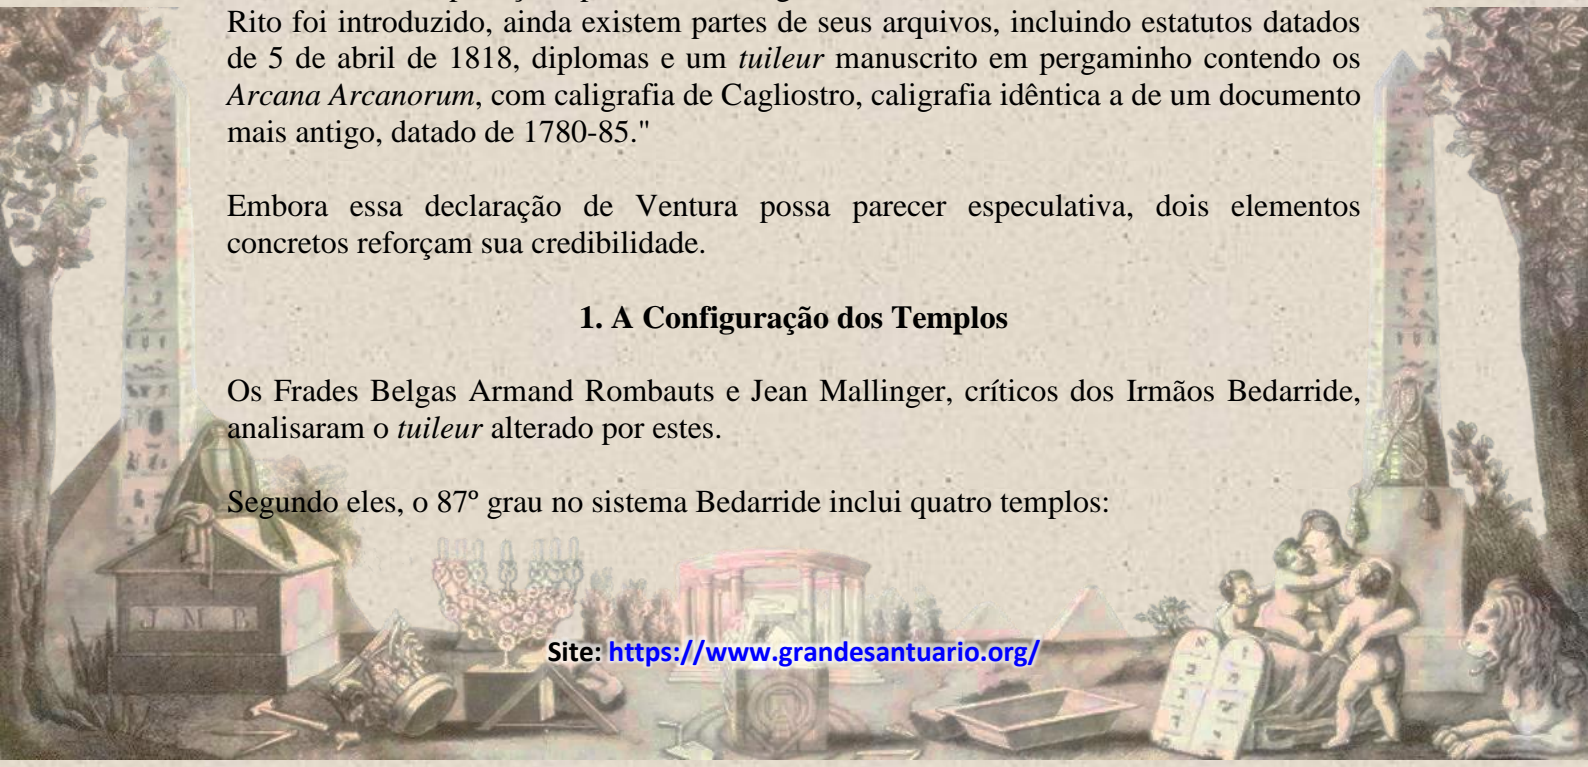 Rito foi introduzido, ainda existem partes de seus arquivos, incluindo estatutos datados
de 5 de abril de 1818, diplomas e um tuileur manuscrito em pergaminho contendo os
Arcana Arcanorum, com caligrafia de Cagliostro, caligrafia idêntica a de um documento
mais antigo, datado de 1780-85."
Embora essa declaração de Ventura possa parecer especulativa, dois elementos
concretos reforçam sua credibilidade.
1. A Configuração dos Templos
Os Frades Belgas Armand Rombauts e Jean Mallinger, críticos dos Irmãos Bedarride,
analisaram o tuileur alterado por estes.
Segundo eles, o 87º grau no sistema Bedarride inclui quatro templos:
J M B
Site: https://www.grandesantuario.org/